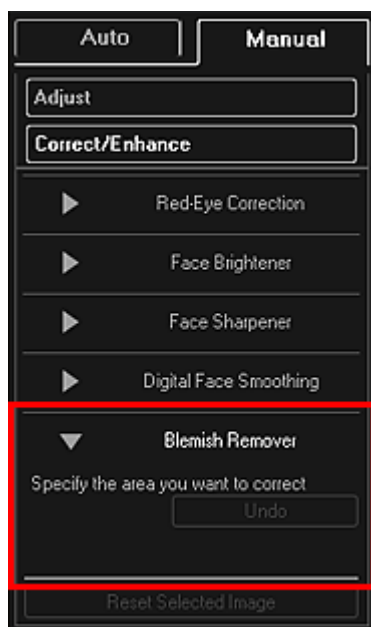 Auto Manual
Adjust
Correct/Enhance
Red-Eye Correction
Face Brightener
Face Sharpener
Digital Face Smoothing
Blemish Remover
Specify the area you want to correct
Undo
Reset Selected Image